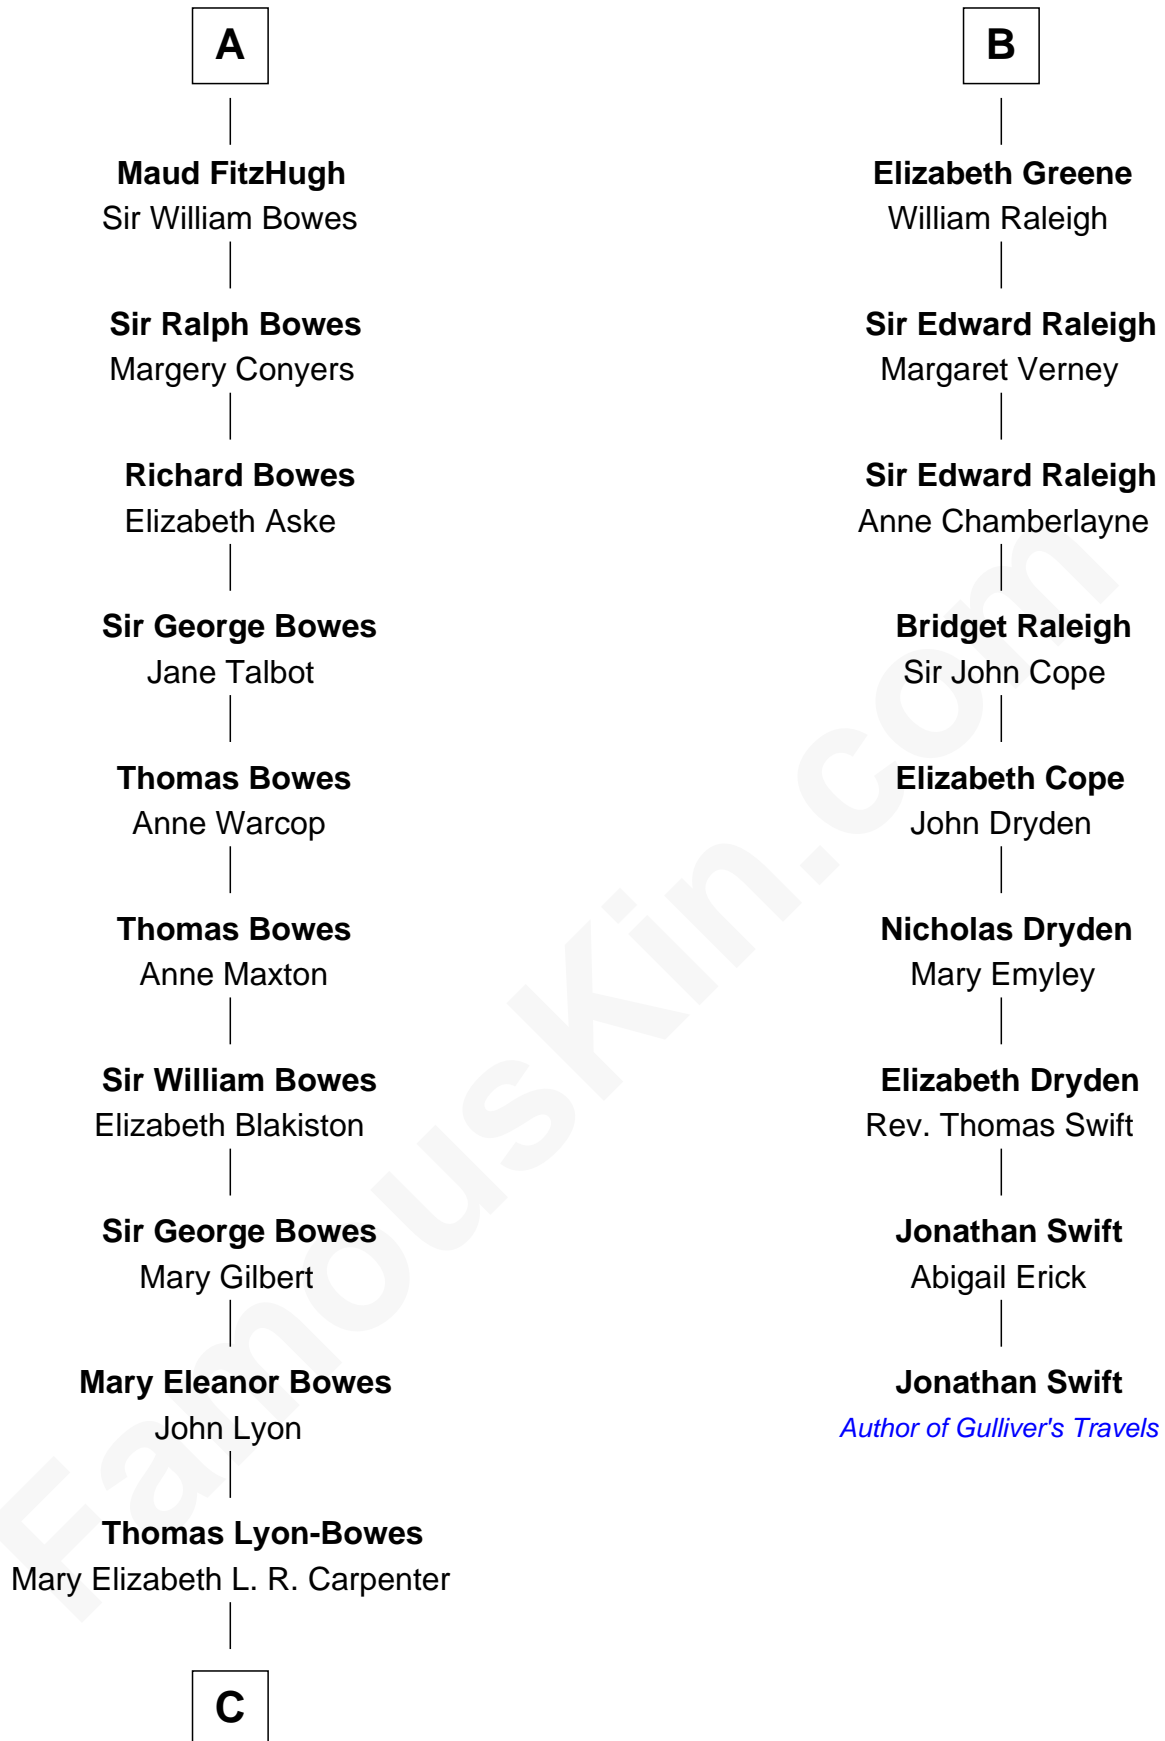 A
Maud FitzHugh
Sir William Bowes
Sir Ralph Bowes
Margery Conyers
Richard Bowes
Elizabeth Aske
Sir George Bowes
Jane Talbot
Thomas Bowes
Anne Warcop
Thomas Bowes
Anne Maxton
Sir William Bowes
Elizabeth Blakiston
Sir George Bowes
Mary Gilbert
Mary Eleanor Bowes
John Lyon
Thomas Lyon-Bowes
Mary Elizabeth L. R. Carpenter
C
B
Elizabeth Greene
William Raleigh
Sir Edward Raleigh
Margaret Verney
Sir Edward Raleigh
Anne Chamberlayne
Bridget Raleigh
Sir John Cope
Elizabeth Cope
John Dryden
Nicholas Dryden
Mary Emyley
Elizabeth Dryden
Rev. Thomas Swift
Jonathan Swift
Abigail Erick
Jonathan Swift
Author of Gulliver's Travels
FamousKin.com